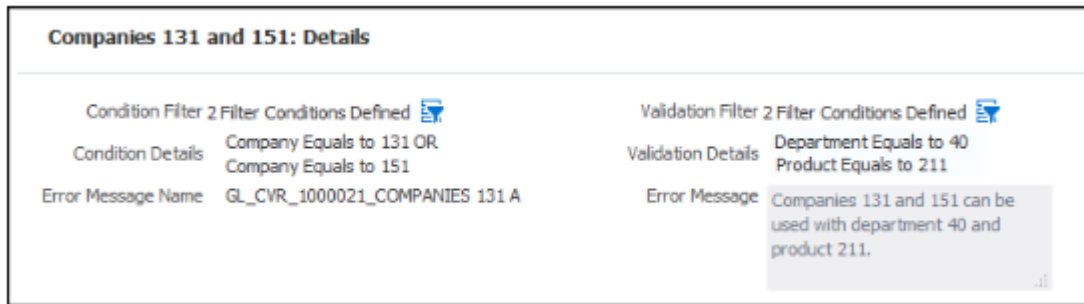 Companies 131 and 151: Details
Condition Filter 2 Filter Conditions Defined
Condition Details Company Equals to 131 OR
Company Equals to 151
Error Message Name GL_CVR_1000021_COMPANIES 131 A
Validation Filter 2 Filter Conditions Defined
Validation Details Department Equals to 40
Product Equals to 211
Error Message Companies 131 and 151 can be
used with department 40 and
product 211.